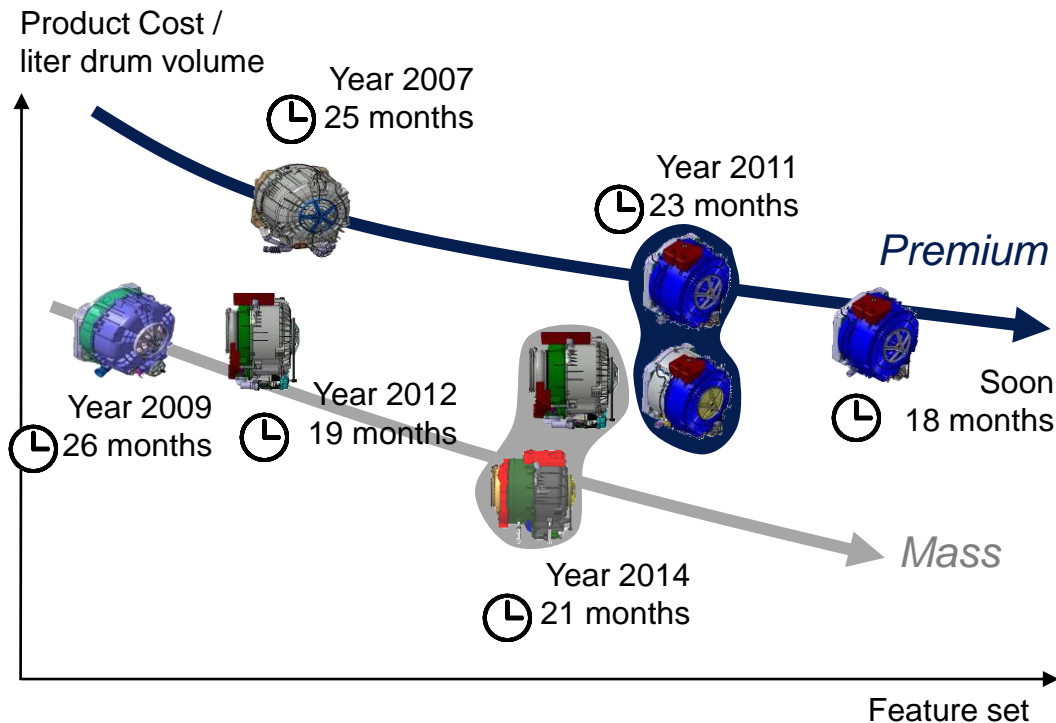 Product Cost /
liter drum volume
Year 2007
25 months
Year 2011
23 months
Premium
Year 2009
26 months
Year 2012
19 months
Soon
18 months
Mass
Year 2014
21 months
Feature set